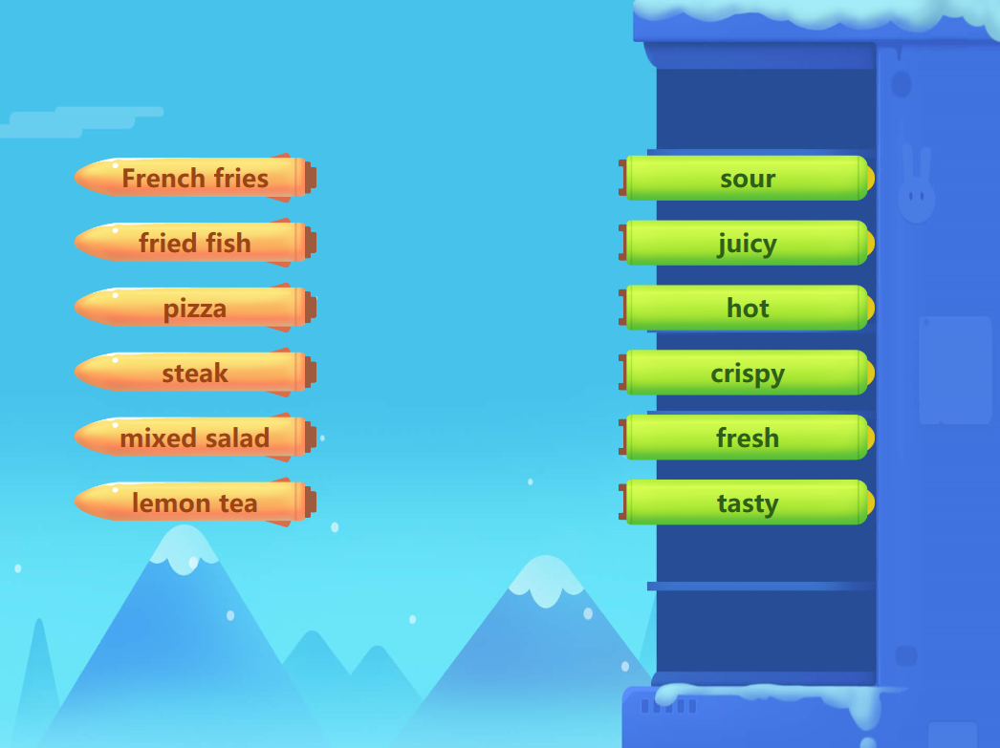 French fries
fried fish
pizza
steak
mixed salad
lemon tea
sour
juicy
hot
crispy
fresh
tasty